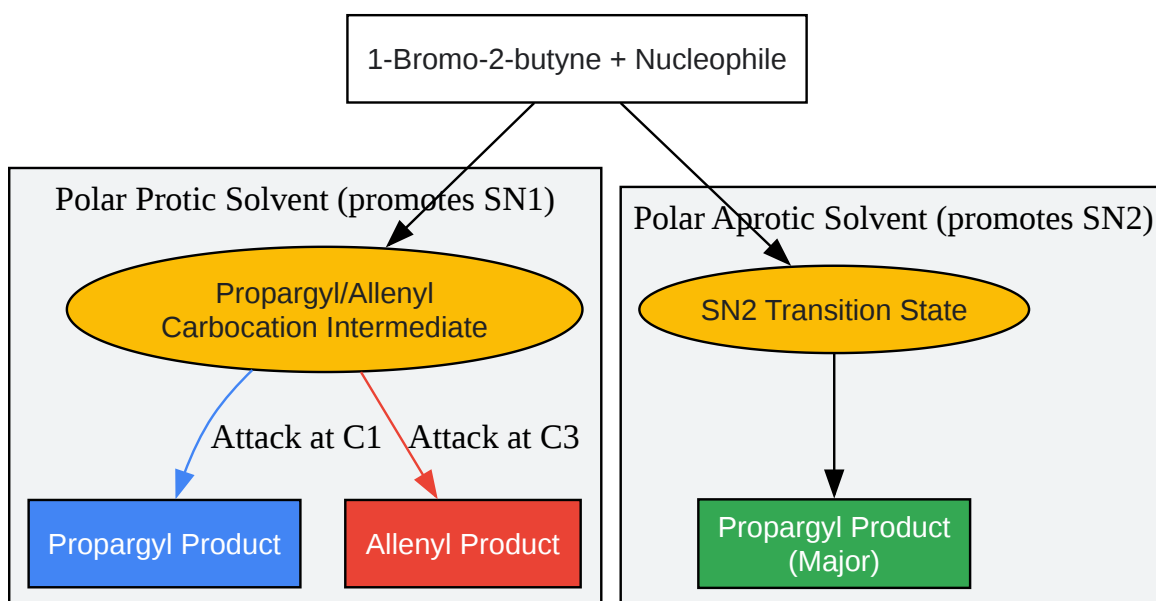 1-Bromo-2-butyne + Nucleophile
Polar Protic Solvent (promotes SN1)
Propargyl/Allenyl
Carbocation Intermediate
Attack at C1
Attack at C3
Propargyl Product
Allenyl Product
Polar Aprotic Solvent (promotes SN2)
SN2 Transition State
Propargyl Product
(Major)